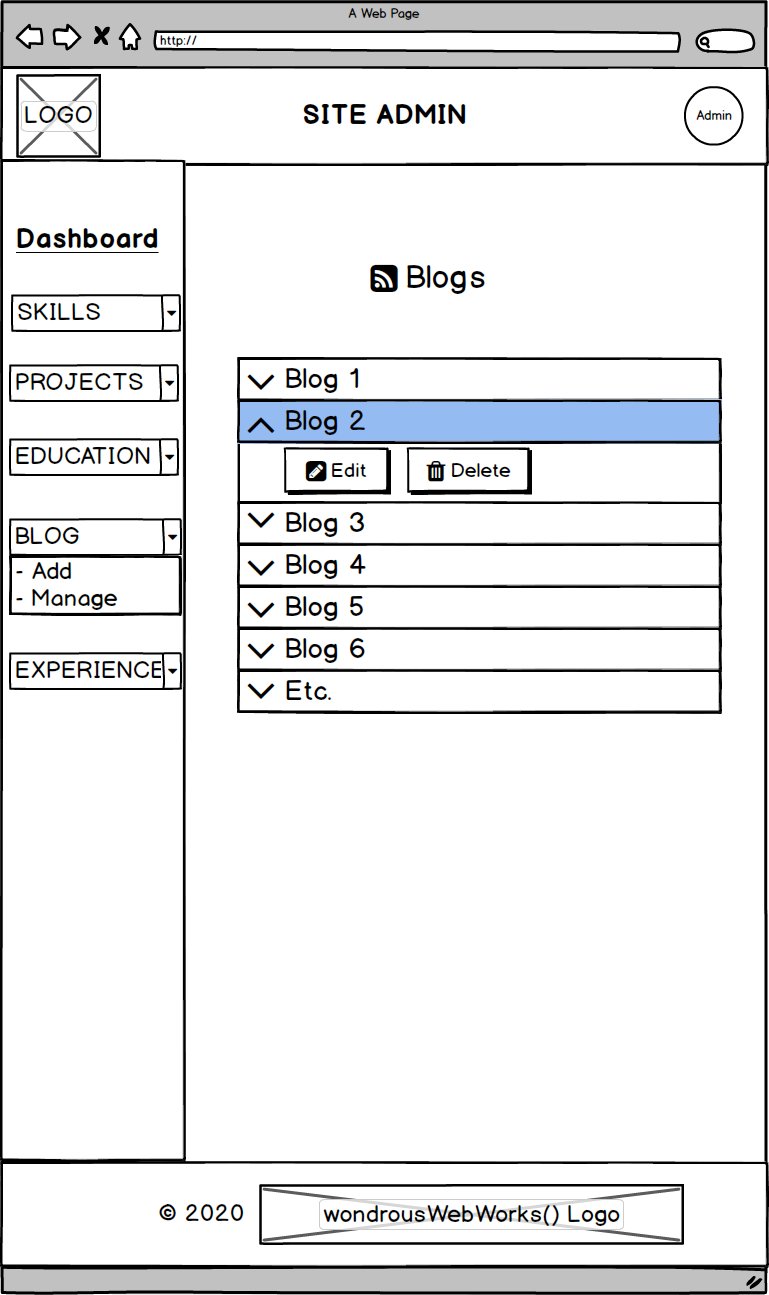 A Web Page
http://
LOGO
SITE ADMIN
Admin
Dashboard
SKILLS
PROJECTS
EDUCATION
BLOG
- Add
- Manage
EXPERIENCE
Blogs
Blog 1
Blog 2
Edit
Delete
Blog 3
Blog 4
Blog 5
Blog 6
Etc.
© 2020
wondrousWebWorks() Logo